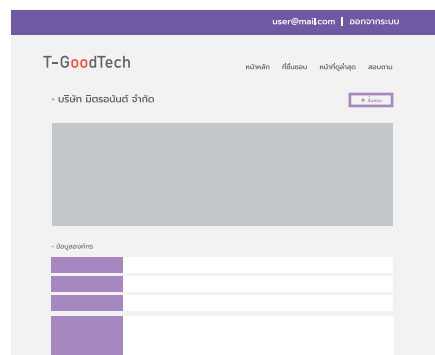 user@mail.com | ออกจากระบบ
T-GoodTech
หน้าหลัก ที่ชื่นชอบ หน้าที่ดูล่าสุด สอบถาม
· บริษัท มิตรอนันต์ จำกัด
★ ชื่นชอบ
· ข้อมูลองค์กร